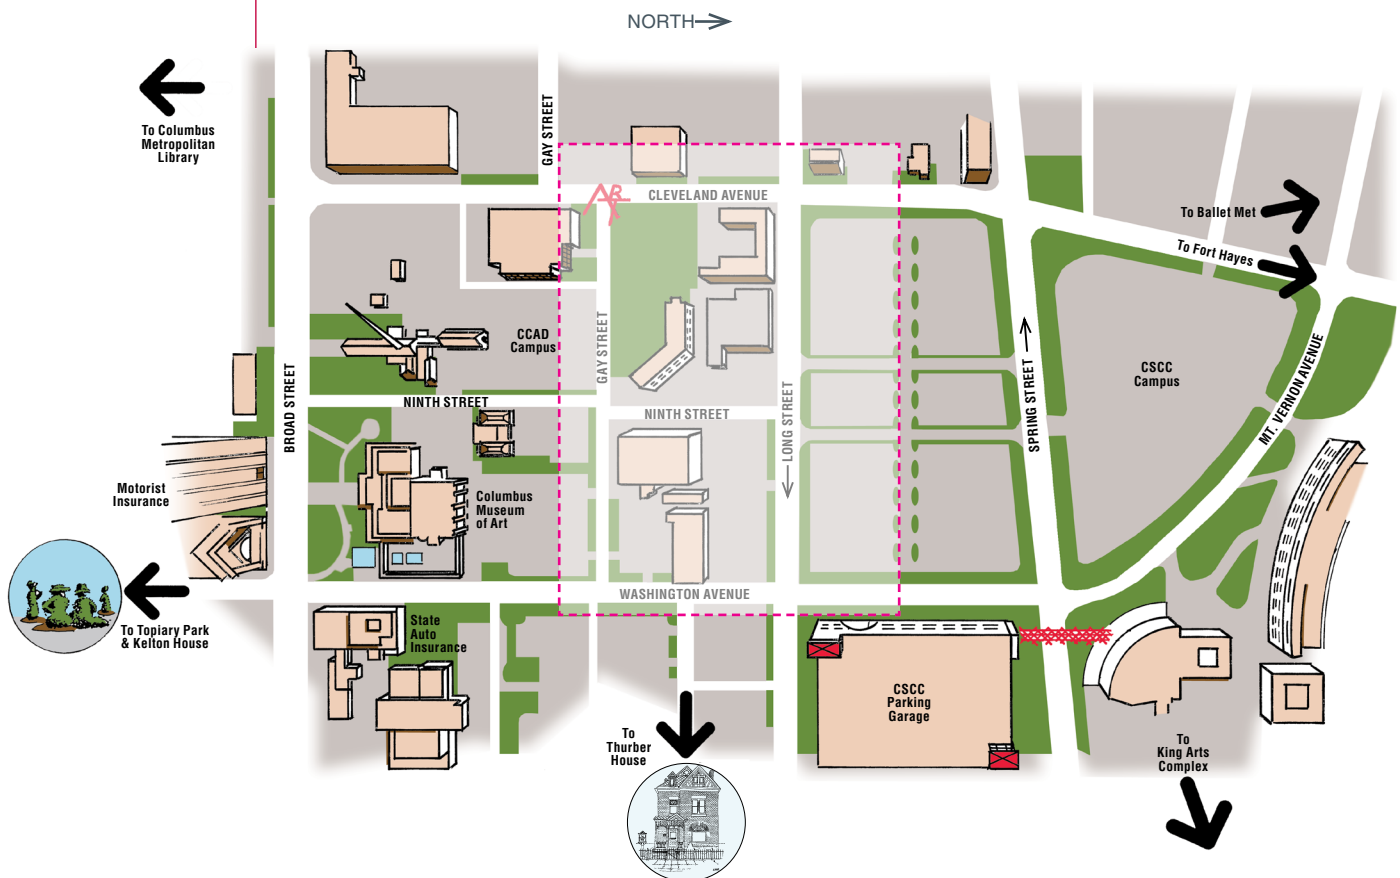 NORTH
To Columbus
Metropolitan
Library
GAY STREET
CLEVELAND AVENUE
ART
To Ballet Met
To Fort Hayes
CCAD
Campus
GAY STREET
BROAD STREET
NINTH STREET
NINTH STREET
LONG STREET
SPRING STREET
CSCC
Campus
MT. VERNON AVENUE
Motorist
Insurance
Columbus
Museum
of Art
WASHINGTON AVENUE
To Topiary Park
& Kelton House
State
Auto
Insurance
CSCC
Parking
Garage
To
Thurber
House
To
King Arts
Complex